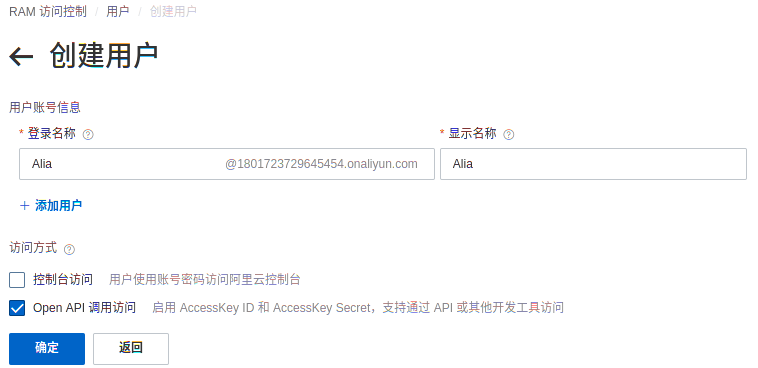 RAM 访问控制 / 用户 / 创建用户
← 创建用户
用户账号信息
* 登录名称 ? * 显示名称 ?
Alia @1801723729645454.onaliyun.com Alia
+ 添加用户
访问方式 ?
控制台访问 用户使用账号密码访问阿里云控制台
Open API 调用访问 启用 AccessKey ID 和 AccessKey Secret，支持通过 API 或其他开发工具访问
确定 返回